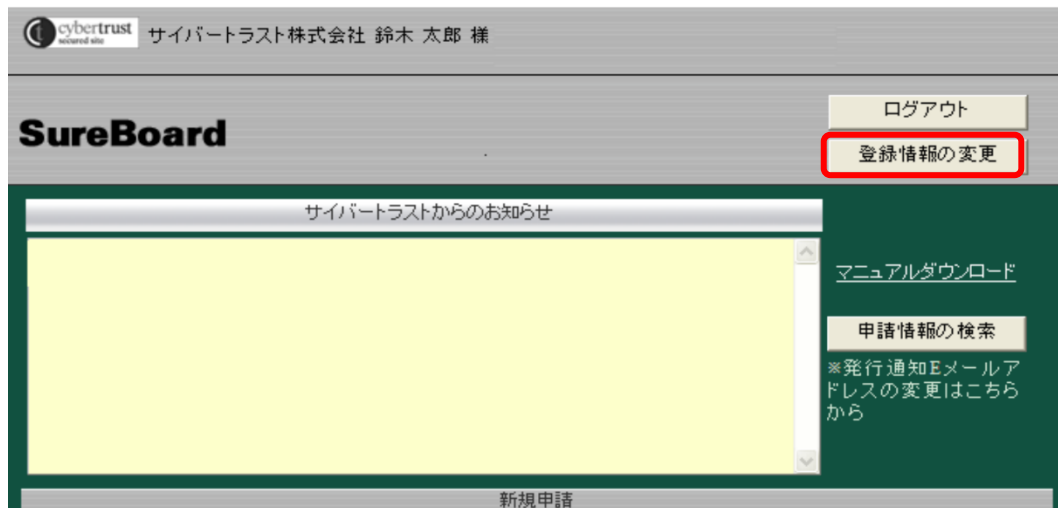 cybertrust
secured site
サイバートラスト株式会社 鈴木 太郎 様
SureBoard
ログアウト
登録情報の変更
サイバートラストからのお知らせ
マニュアルダウンロード
申請情報の検索
※発行通知Eメールア
ドレスの変更はこちら
から
新規申請